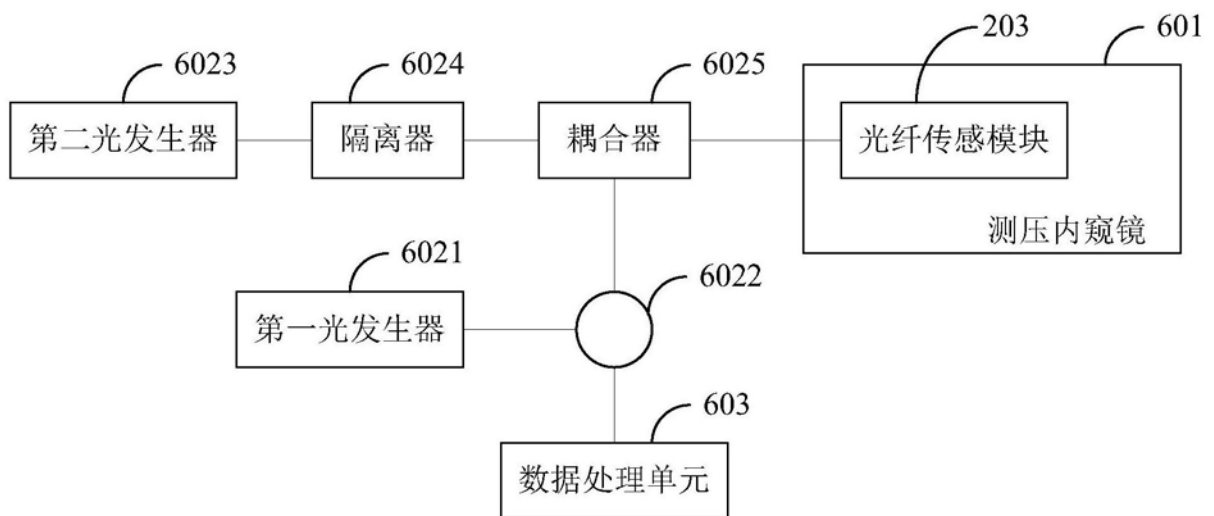 203
601
6023
6024
6025
第二光发生器
隔离器
耦合器
光纤传感模块
测压内窥镜
6021
6022
第一光发生器
603
数据处理单元